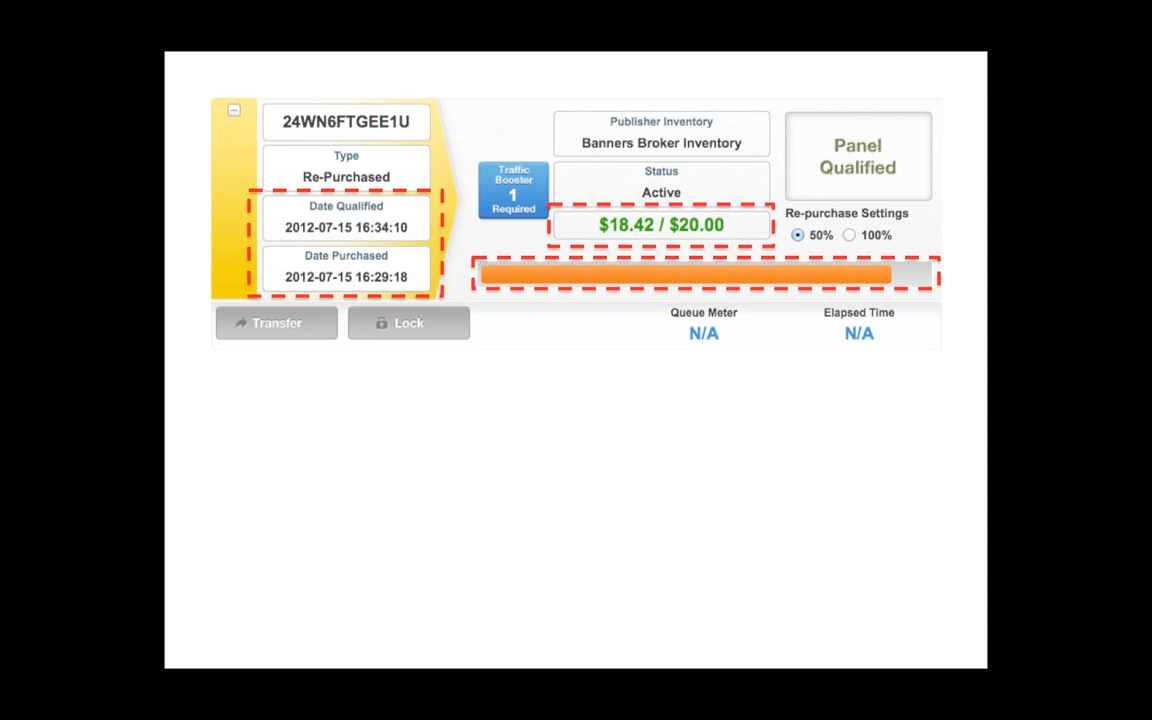 24WN6FTGEE1U
Type
Re-Purchased
Date Qualified
2012-07-15 16:34:10
Date Purchased
2012-07-15 16:29:18
Traffic
Booster
1
Required
Publisher Inventory
Banners Broker Inventory
Status
Active
$18.42 / $20.00
Panel
Qualified
Re-purchase Settings
50% 100%
Transfer
Lock
Queue Meter
N/A
Elapsed Time
N/A